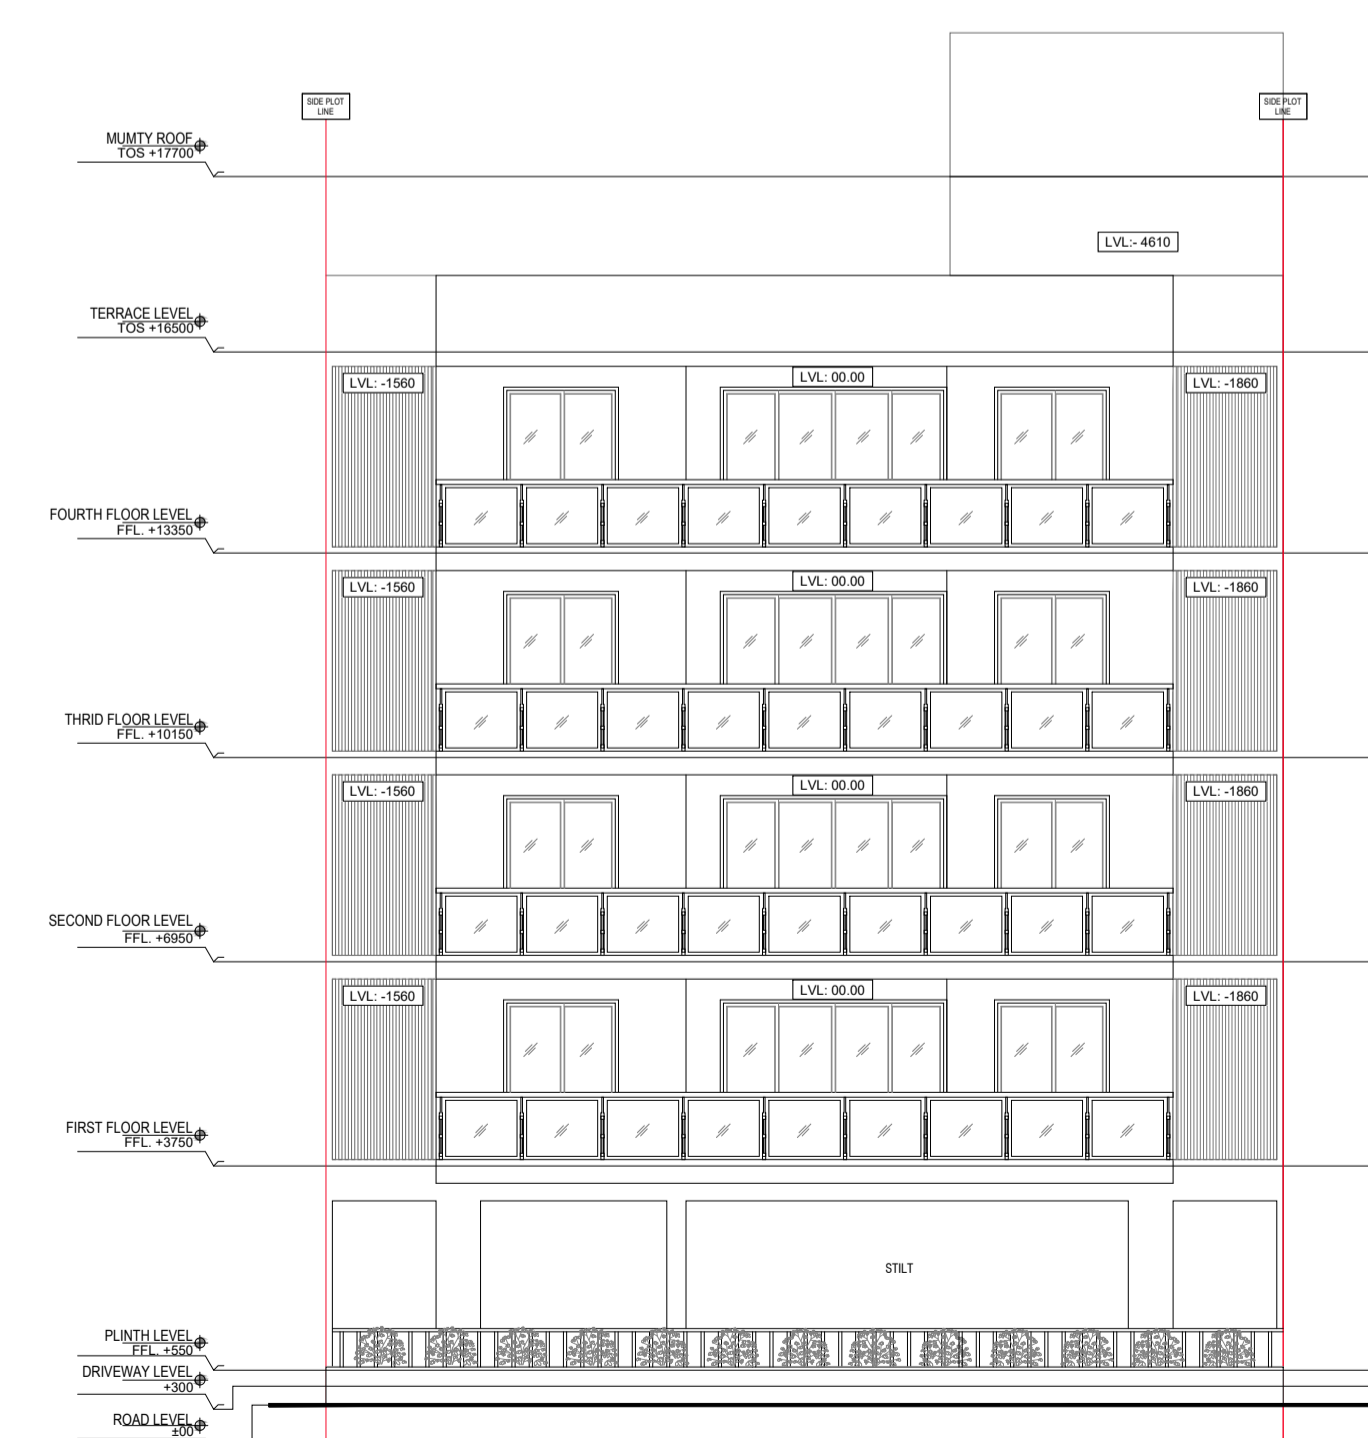 SIDE PLOT
LINE
SIDE PLOT
LINE
MUMTY ROOF
TOS +17700
LVL:- 4610
TERRACE LEVEL
TOS +16500
LVL: -1560
LVL: 00.00
LVL: -1860
FOURTH FLOOR LEVEL
FFL. +13350
LVL: -1560
LVL: 00.00
LVL: -1860
THRID FLOOR LEVEL
FFL. +10150
LVL: -1560
LVL: 00.00
LVL: -1860
SECOND FLOOR LEVEL
FFL. +6950
LVL: -1560
LVL: 00.00
LVL: -1860
FIRST FLOOR LEVEL
FFL. +3750
STILT
PLINTH LEVEL
FFL. +550
DRIVEWAY LEVEL
+300
ROAD LEVEL
±00